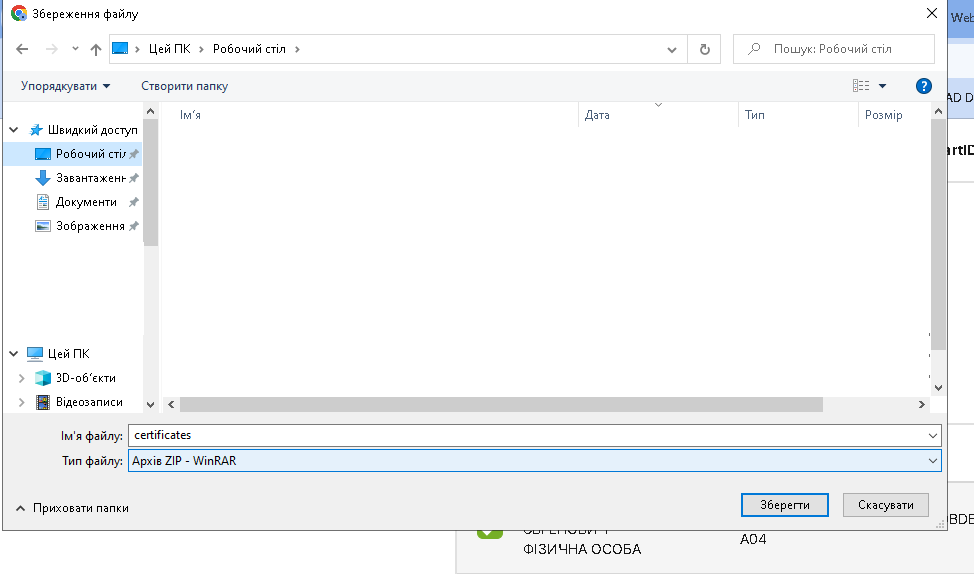 Збереження файлу
Web
Цей ПК
Робочий стіл
Пошук: Робочий стіл
Упорядкувати
Створити папку
?
AD D
Ім'я
Дата
Тип
Розмір
Швидкий доступ
Робочий стіл
Завантаженн
Документи
Зображення
artID
Цей ПК
3D-об'єкти
Відеозаписи
Ім'я файлу:
certificates
Тип файлу:
Архів ZIP - WinRAR
Приховати папки
Зберегти
Скасувати
BDE
ФІЗИЧНА ОСОБА
A04